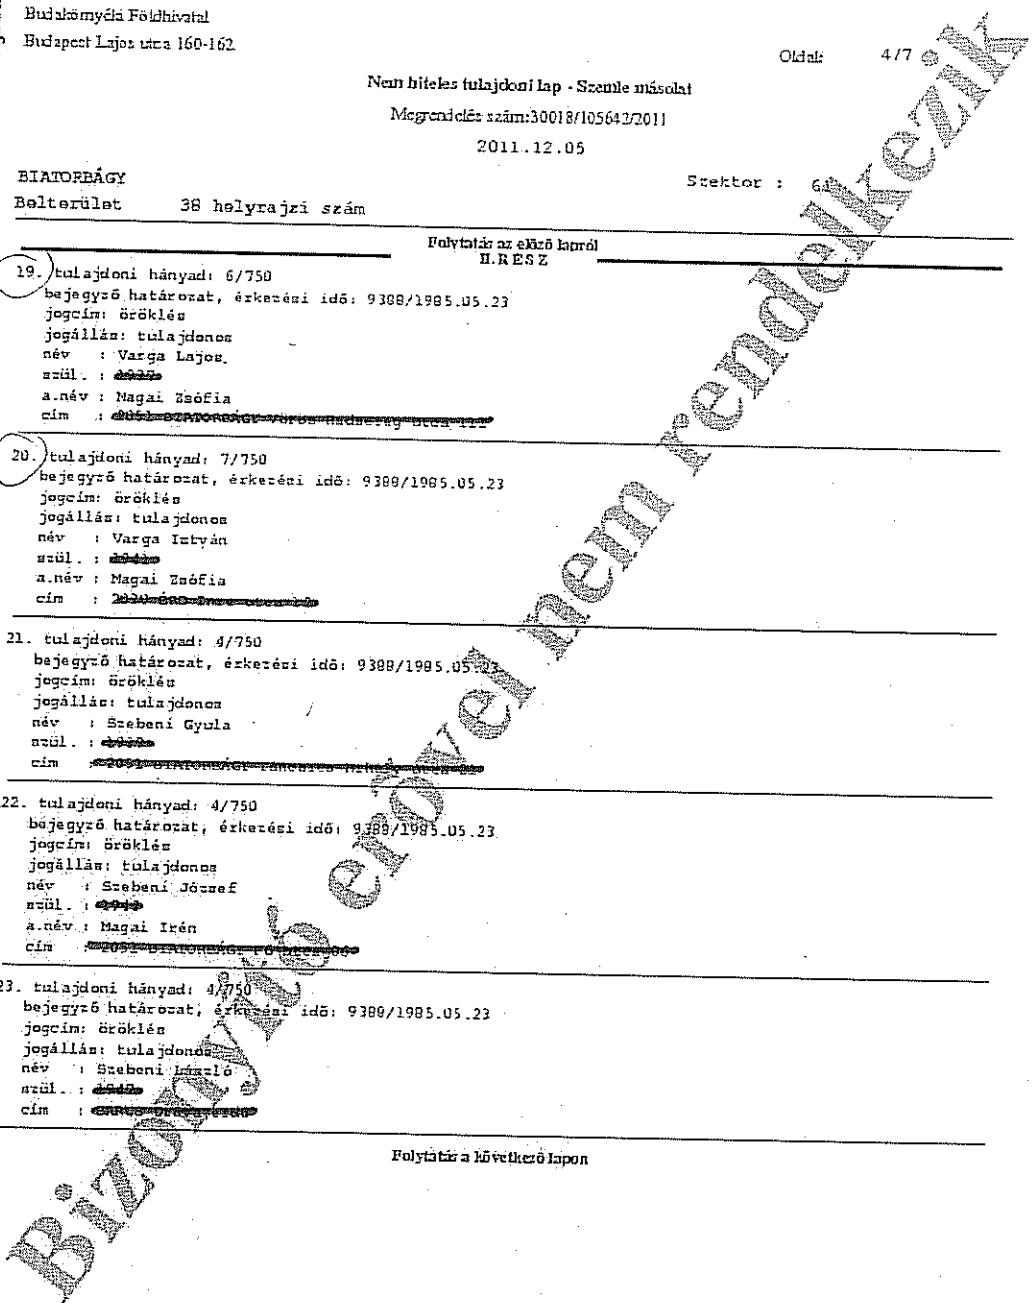 Budakörnyéki Földhivatal
Budapest Lajos utca 160-162.
Oldal: 4/7
Nem hiteles tulajdoni lap - Szemle másolat
Megrendelés szám:30018/105642/2011
2011.12.05
BIATORBÁGY
Szektor : 61
Belterület 38 helyrajzi szám
Folytatás az előző lapról
II.RÉSZ
19. tulajdoni hányad: 6/750
bejegyző határozat, érkezési idő: 9388/1985.05.23
jogcím: öröklés
jogállás: tulajdonos
név : Varga Lajos
szül. :
a.név : Magai Zsófia
cím :
20. tulajdoni hányad: 7/750
bejegyző határozat, érkezési idő: 9388/1985.05.23
jogcím: öröklés
jogállás: tulajdonos
név : Varga István
szül. :
a.név : Magai Zsófia
cím :
21. tulajdoni hányad: 4/750
bejegyző határozat, érkezési idő: 9388/1985.05.23
jogcím: öröklés
jogállás: tulajdonos
név : Szebeni Gyula
szül. :
cím :
22. tulajdoni hányad: 4/750
bejegyző határozat, érkezési idő: 9388/1985.05.23
jogcím: öröklés
jogállás: tulajdonos
név : Szebeni József
szül. :
a.név : Magai Irén
cím :
23. tulajdoni hányad: 4/750
bejegyző határozat, érkezési idő: 9388/1985.05.23
jogcím: öröklés
jogállás: tulajdonos
név : Szebeni László
szül. :
cím :
Folytatás a következő lapon
Bizonyító erővel nem rendelkezik